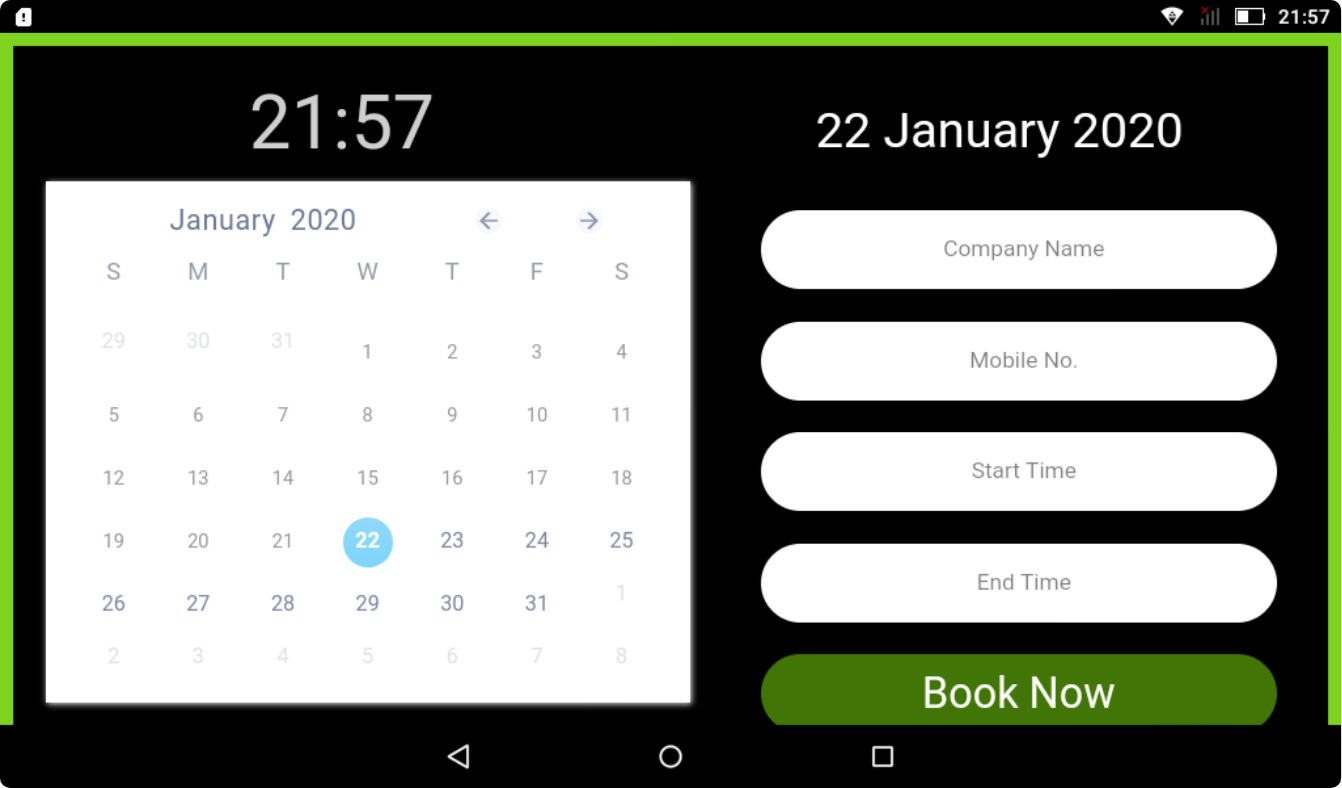 21:57
21:57
January 2020
S M T W T F S
29 30 31 1 2 3 4
5 6 7 8 9 10 11
12 13 14 15 16 17 18
19 20 21 22 23 24 25
26 27 28 29 30 31 1
2 3 4 5 6 7 8
22 January 2020
Company Name
Mobile No.
Start Time
End Time
Book Now